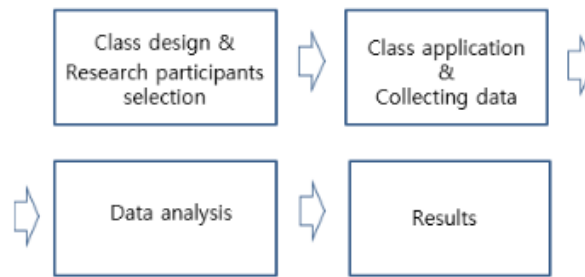 Class design &
Research participants
selection
Class application
&
Collecting data
Data analysis
Results